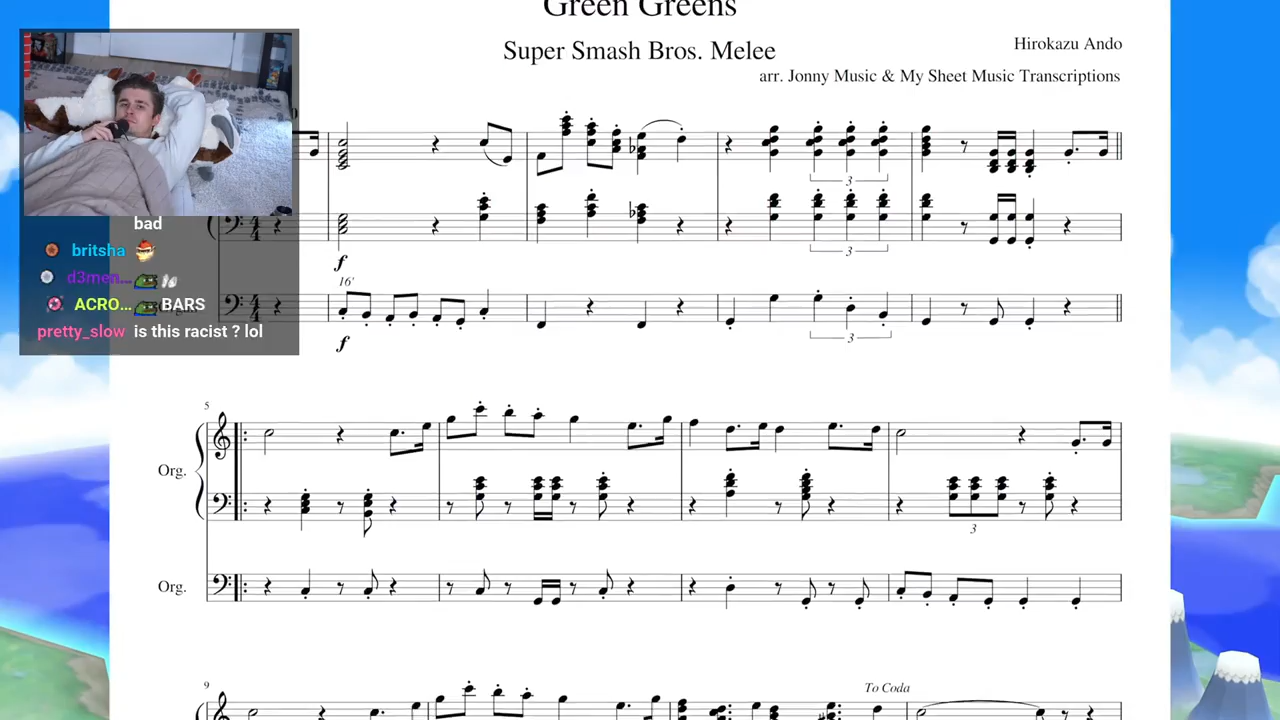 Green Greens
Super Smash Bros. Melee
Hirokazu Ando
arr. Jonny Music & My Sheet Music Transcriptions
bad
britsha
d3men...
ACRO... BARS
pretty_slow is this racist ? lol
3
3
f
16'
f
3
5
Org.
3
Org.
9
To Coda